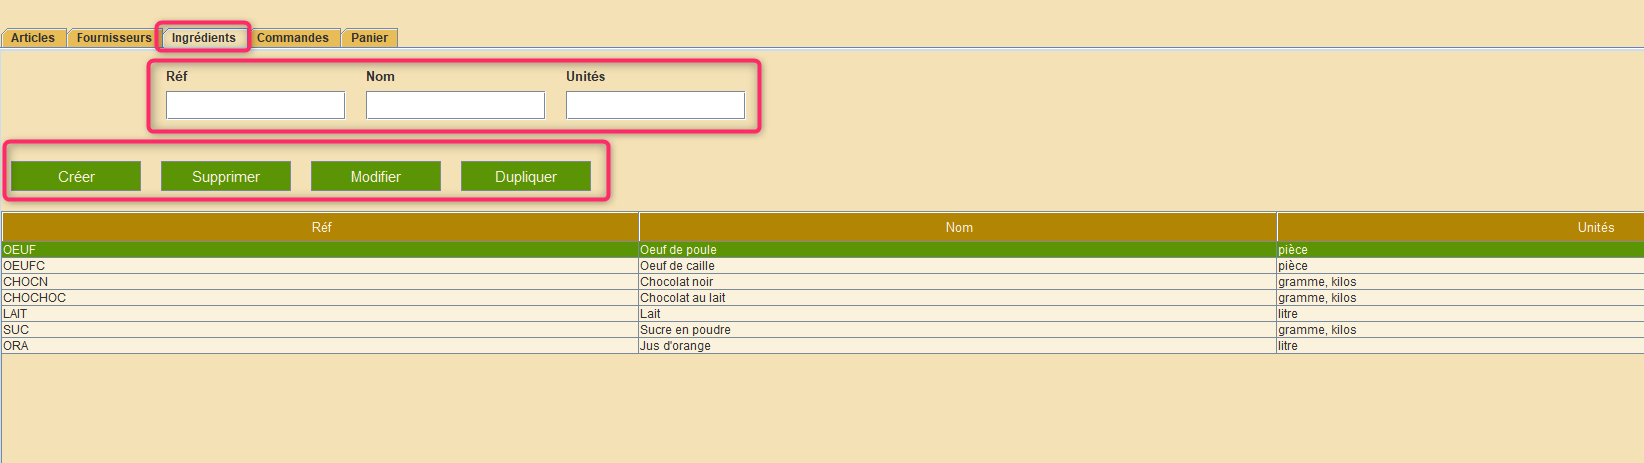 Articles Fournisseurs Ingrédients Commandes Panier
Réf Nom Unités
Créer Supprimer Modifier Dupliquer
Réf Nom Unités
OEUF Oeuf de poule pièce
OEUFC Oeuf de caille pièce
CHOCN Chocolat noir gramme, kilos
CHOCHOC Chocolat au lait gramme, kilos
LAIT Lait litre
SUC Sucre en poudre gramme, kilos
ORA Jus d'orange litre